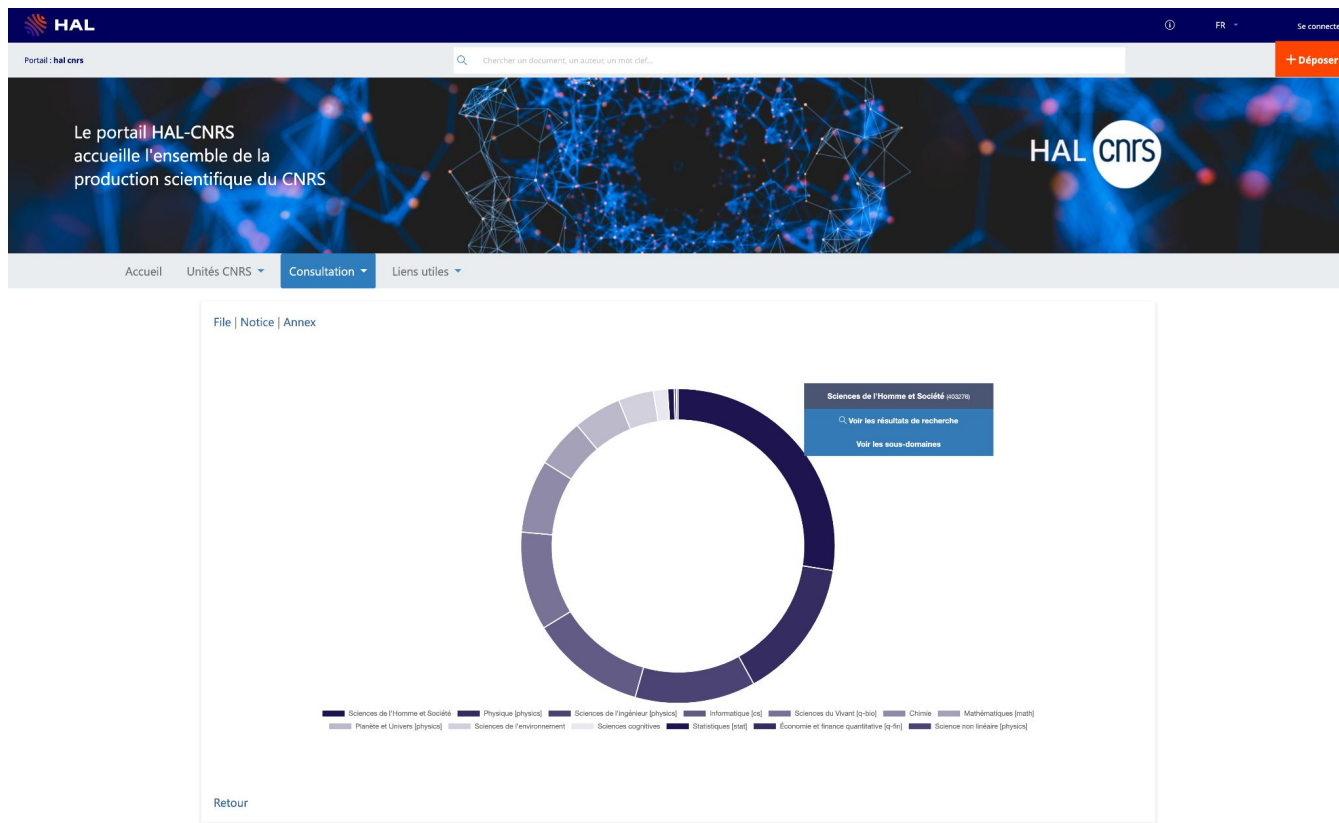 HAL
FR
Se connecte
Portail : hal cnrs
Chercher un document, un auteur, un mot clef...
+ Déposer
Le portail HAL-CNRS
accueille l'ensemble de la
production scientifique du CNRS
HAL cnrs
Accueil Unités CNRS Consultation Liens utiles
File | Notice | Annex
Sciences de l'Homme et Société (403276)
Voir les résultats de recherche
Voir les sous-domaines
Sciences de l'Homme et Société Physique [physics] Sciences de l'ingénieur [physics] Informatique [cs] Sciences du Vivant [q-bio] Chimie Mathématiques [math]
Planète et Univers [physics] Sciences de l'environnement Sciences cognitives Statistiques [stat] Économie et finance quantitative [q-fin] Science non linéaire [physics]
Retour